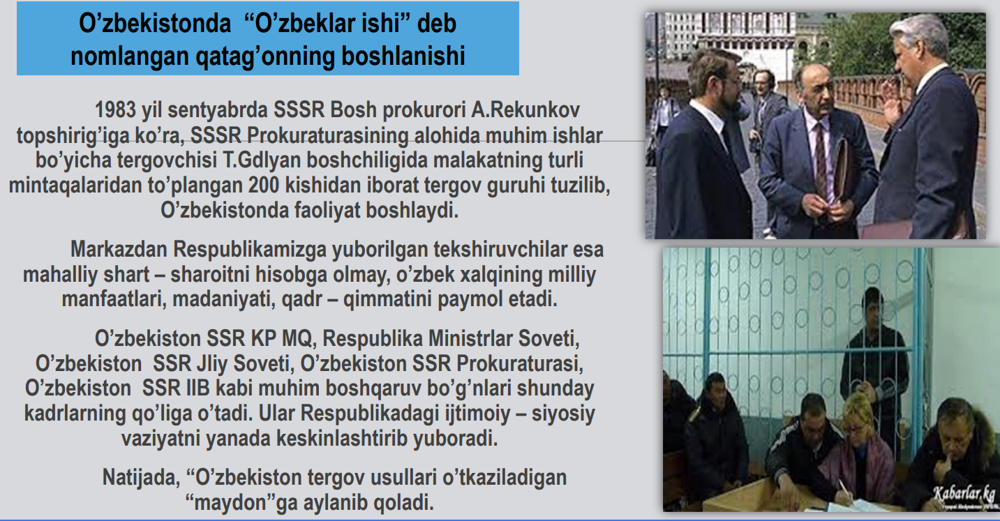 O’zbekistonda “O’zbeklar ishi” deb
nomlangan qatag’onning boshlanishi
1983 yil sentyabrda SSSR Bosh prokurori A.Rekunkov
topshirig’iga ko’ra, SSSR Prokuraturasining alohida muhim ishlar
bo’yicha tergovchisi T.Gdlyan boshchiligida malakatning turli
mintaqalaridan to’plangan 200 kishidan iborat tergov guruhi tuzilib,
O’zbekistonda faoliyat boshlaydi.
Markazdan Respublikamizga yuborilgan tekshiruvchilar esa
mahalliy shart – sharoitni hisobga olmay, o’zbek xalqining milliy
manfaatlari, madaniyati, qadr – qimmatini paymol etadi.
O’zbekiston SSR KP MQ, Respublika Ministrlar Soveti,
O’zbekiston SSR Jliy Soveti, O’zbekiston SSR Prokuraturasi,
O’zbekiston SSR IIB kabi muhim boshqaruv bo’g’nlari shunday
kadrlarning qo’liga o’tadi. Ular Respublikadagi ijtimoiy – siyosiy
vaziyatni yanada keskinlashtirib yuboradi.
Natijada, “O’zbekiston tergov usullari o’tkaziladigan
“maydon”ga aylanib qoladi.
Kabarlar.kg